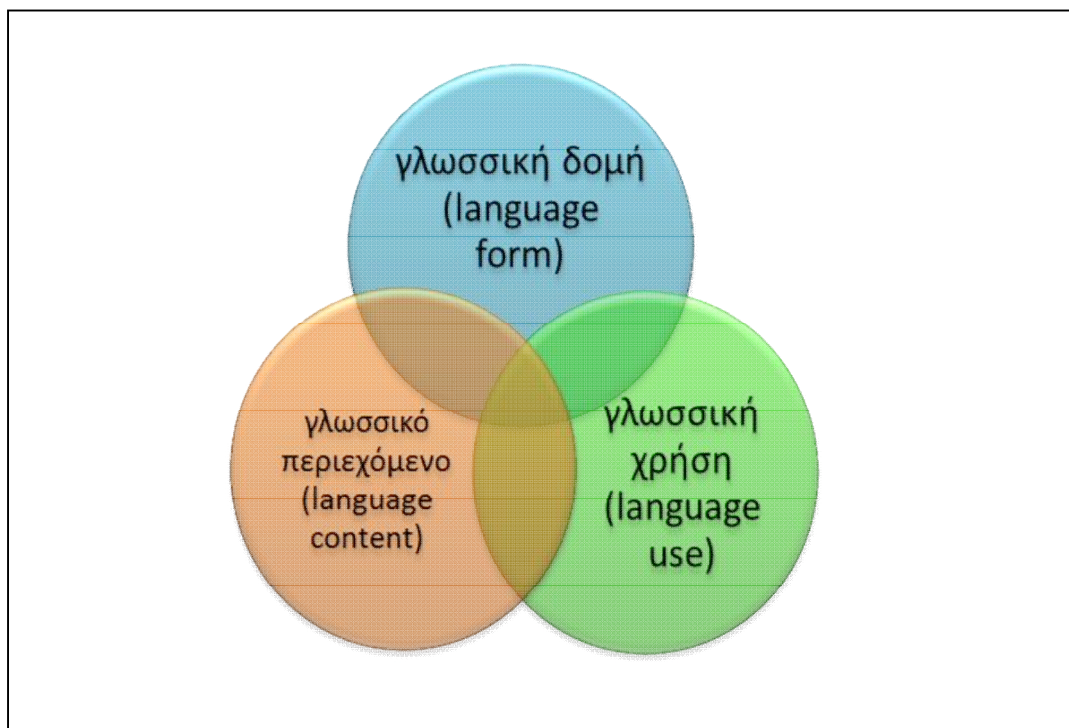 γλωσσική δομή
(language
form)
γλωσσικό
περιεχόμενο
(language
content)
γλωσσική
χρήση
(language
use)